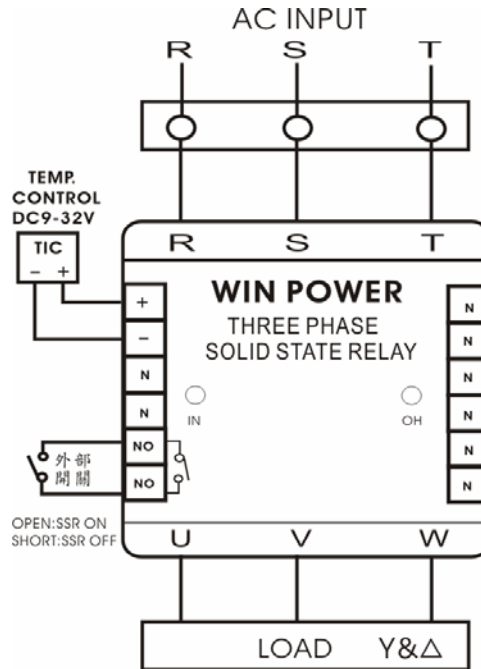 AC INPUT
R S T
TEMP.
CONTROL
DC9-32V
TIC
− +
R S T
WIN POWER
THREE PHASE
SOLID STATE RELAY
+
−
N
N
NO
NO
IN
OH
N
N
N
N
N
N
外部
開關
OPEN:SSR ON
SHORT:SSR OFF
U V W
LOAD Y&△